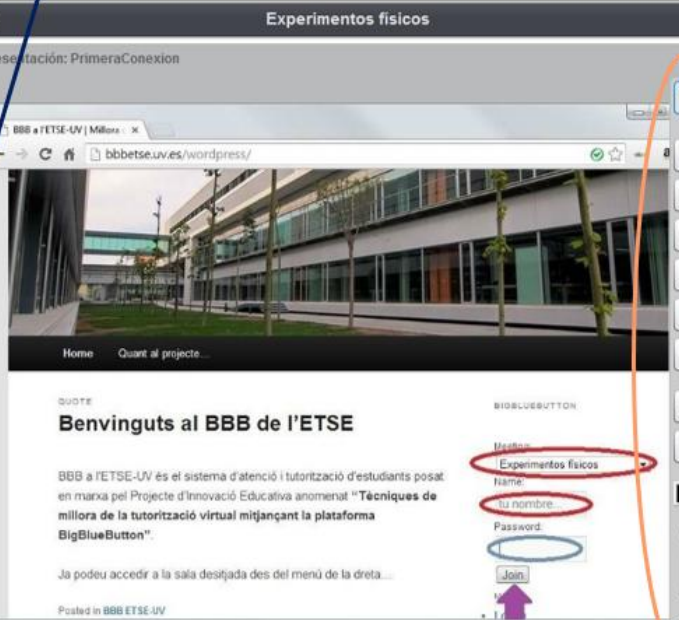 Experimentos físicos
esentación: PrimeraConexion
BBB a l'ETSE-UV | Millora
bbbetse.uv.es/wordpress/
Home Quant al projecte...
QUOTE
Benvinguts al BBB de l'ETSE
BBB a l'ETSE-UV és el sistema d'atenció i tutorització d'estudiants posat
en marxa pel Projecte d'Innovació Educativa anomenat "Tècniques de
millora de la tutorització virtual mitjançant la plataforma
BigBlueButton".
Ja podeu accedir a la sala desitjada des del menú de la dreta...
Posted in BBB ETSE-UV
BIGBLUEBUTTON
Meeting:
Experimentos físicos
Name:
tu nombre...
Password:
Join